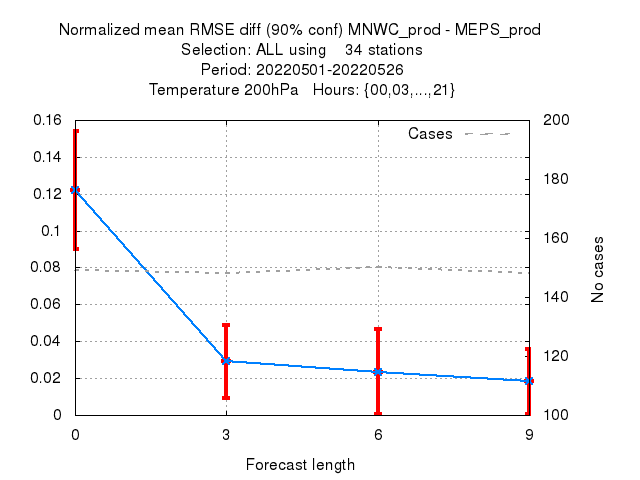 Normalized mean RMSE diff (90% conf) MNWC_prod - MEPS_prod
Selection: ALL using 34 stations
Period: 20220501-20220526
Temperature 200hPa Hours: {00,03,...,21}
Cases
0.16
0.14
0.12
0.1
0.08
0.06
0.04
0.02
0
200
180
160
140
120
100
No cases
0 3 6 9
Forecast length